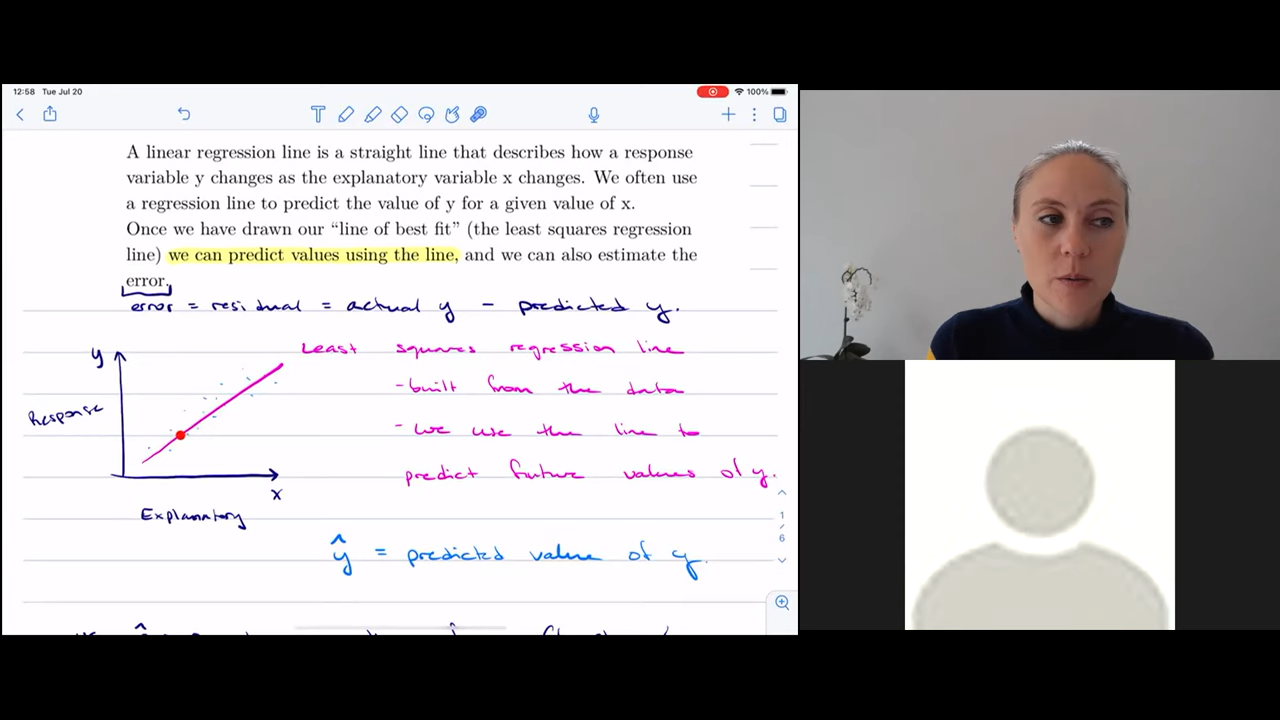 12:58 Tue Jul 20
100%
A linear regression line is a straight line that describes how a response
variable y changes as the explanatory variable x changes. We often use
a regression line to predict the value of y for a given value of x.
Once we have drawn our “line of best fit” (the least squares regression
line) we can predict values using the line, and we can also estimate the
error.
error = residual = actual y - predicted y.
Least squares regression line
- built from the data
- we use the line to
predict future values of y.
y
Response
x
Explanatory
1
/
6
ŷ = predicted value of y.